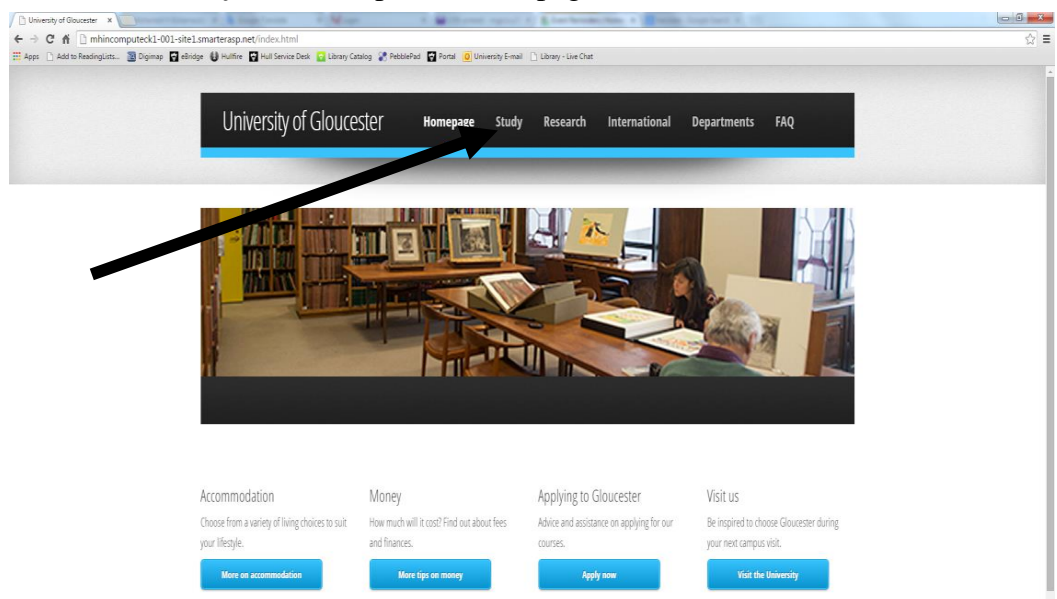 University of Gloucester
mhincomputeck1-001-site1.smarterasp.net/index.html
Apps Add to ReadingLists... Digimap eBridge Hullfire Hull Service Desk Library Catalog PebblePad Portal University E-mail Library - Live Chat
University of Gloucester Homepage Study Research International Departments FAQ
Accommodation Money Applying to Gloucester Visit us
Choose from a variety of living choices to suit How much will it cost? Find out about fees Advice and assistance on applying for our Be inspired to choose Gloucester during
your lifestyle. and finances. courses. your next campus visit.
More on accommodation More tips on money Apply now Visit the University